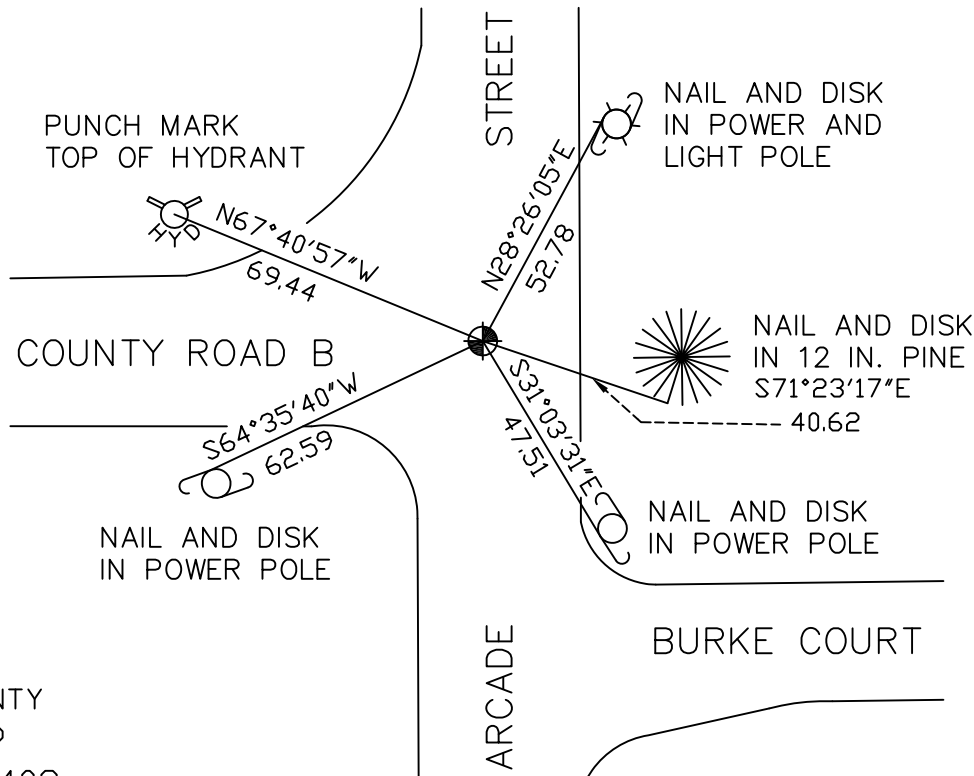 STREET
NAIL AND DISK
IN POWER AND
LIGHT POLE
PUNCH MARK
TOP OF HYDRANT
HYD
N67°40'57"W
69.44
N28°26'05"E
52.78
COUNTY ROAD B
NAIL AND DISK
IN 12 IN. PINE
S71°23'17"E
40.62
S64°35'40"W
62.59
S31°03'31"E
47.51
NAIL AND DISK
IN POWER POLE
NAIL AND DISK
IN POWER POLE
ARCADE
BURKE COURT
NTY